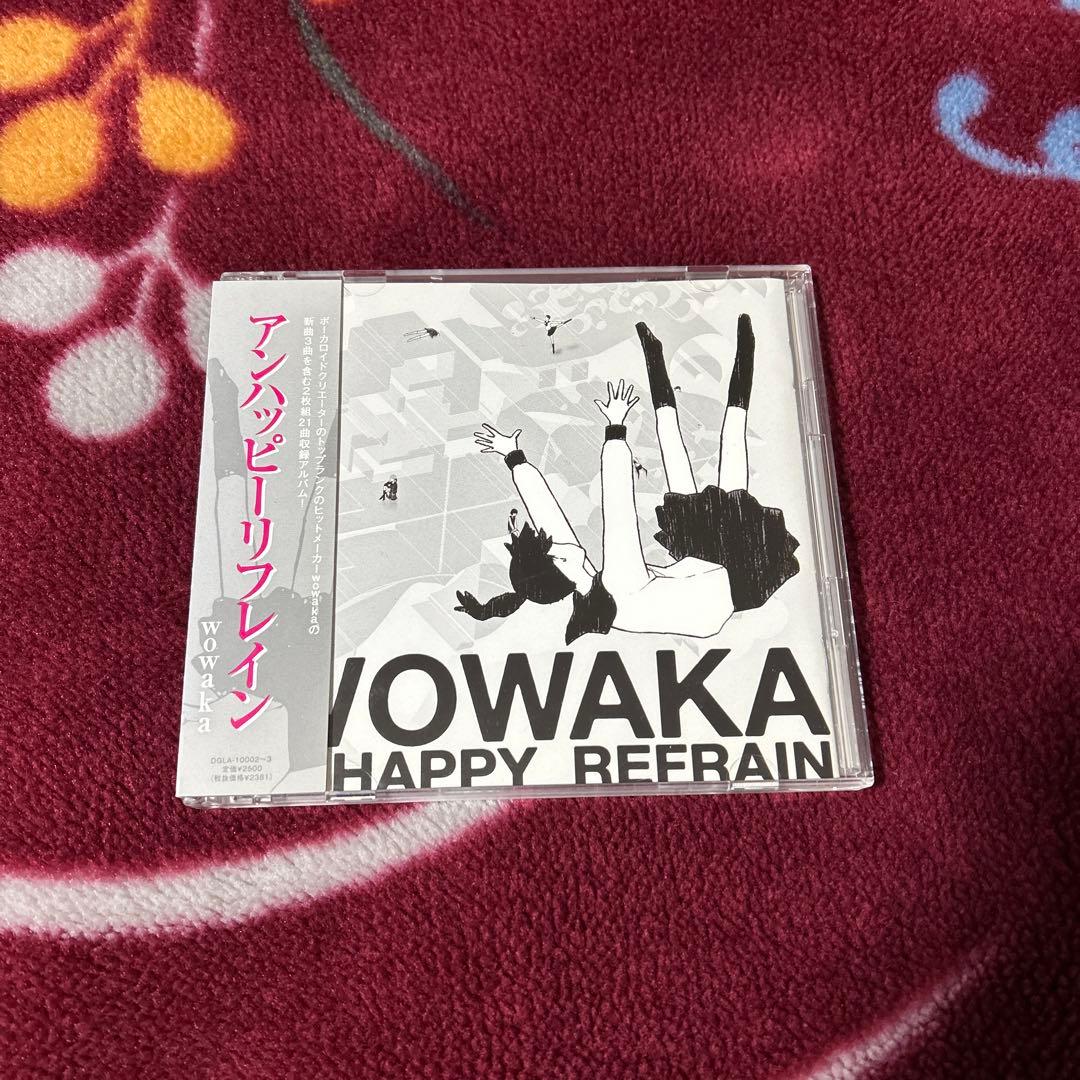 アンハッピーリフレイン
wowaka
ボーカロイドクリエーターのトップランクのヒットメーカーwowakaの
新曲3曲を含む2枚組21曲収録アルバム!
DGLA-10002~3
定価¥2500
(税抜価格¥2381)
WOWAKA
HAPPY REFRAIN